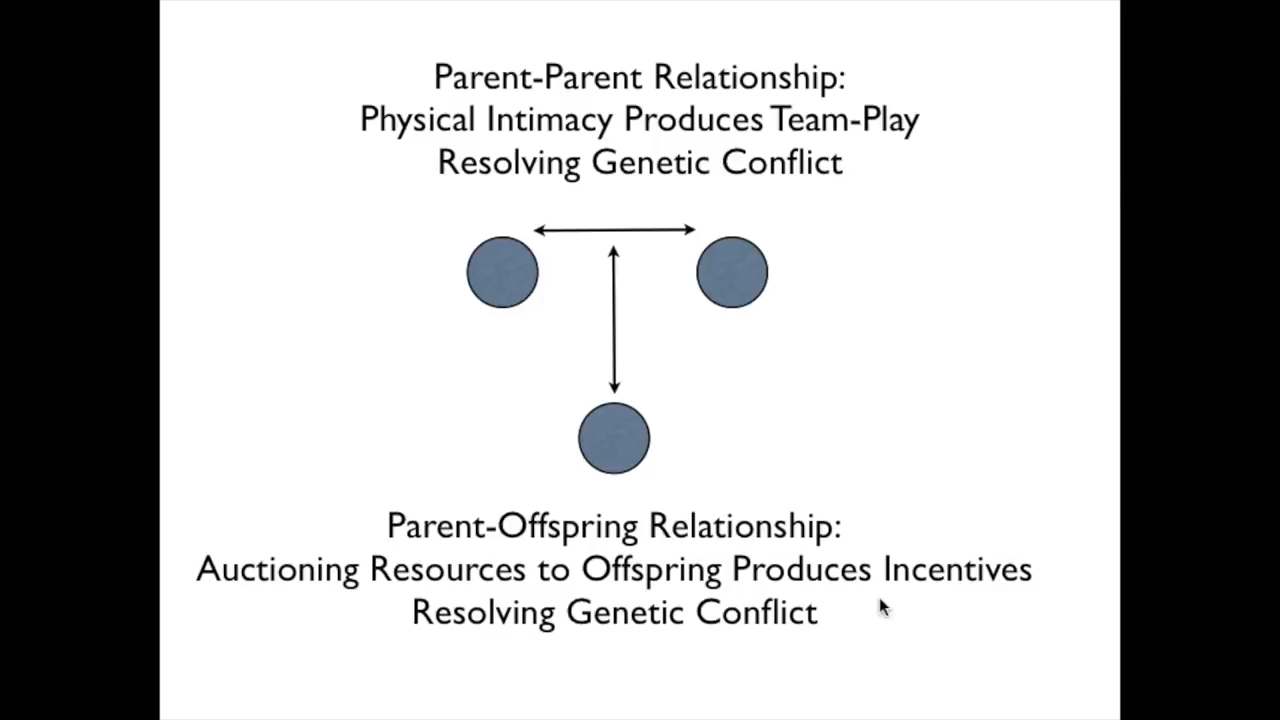 Parent-Parent Relationship:
Physical Intimacy Produces Team-Play
Resolving Genetic Conflict
Parent-Offspring Relationship:
Auctioning Resources to Offspring Produces Incentives
Resolving Genetic Conflict